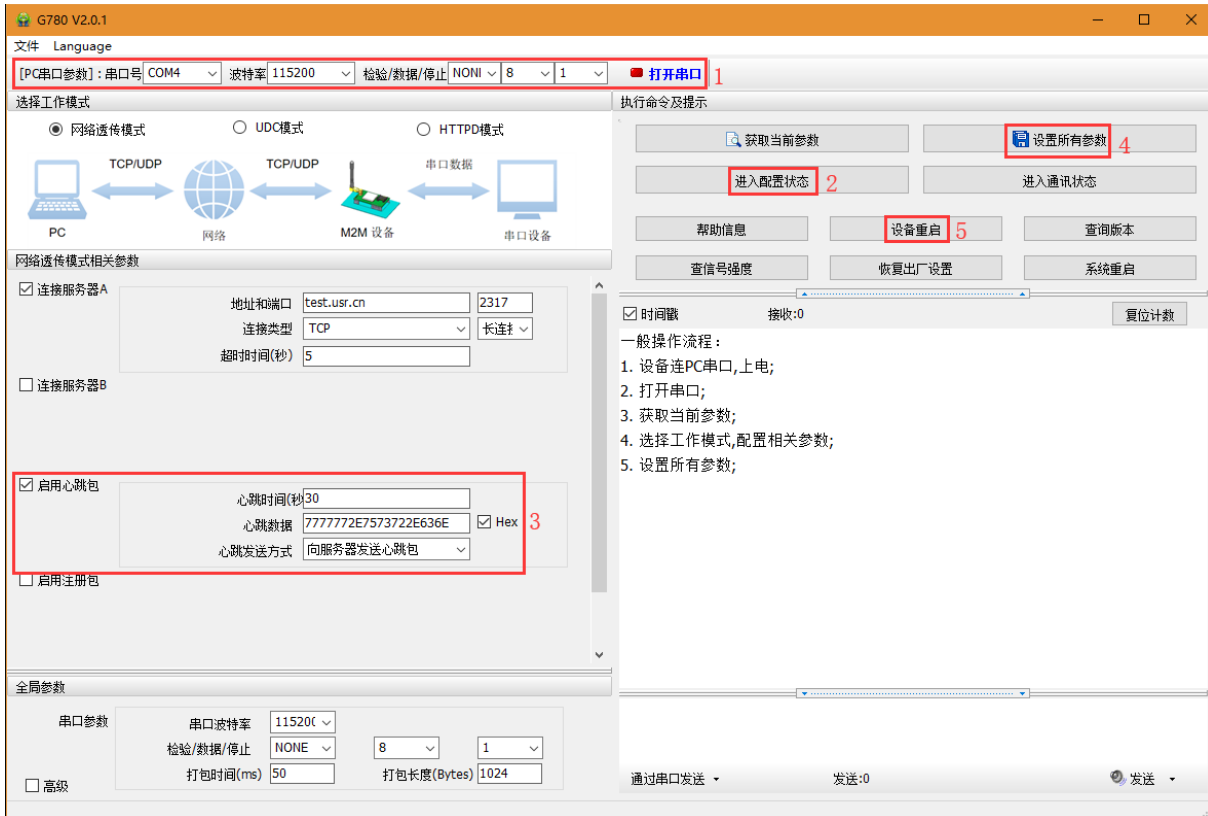 G780 V2.0.1
文件 Language
[PC串口参数]:串口号 COM4 波特率 115200 检验/数据/停止 NONI 8 1 打开串口 1
选择工作模式
网络透传模式 UDC模式 HTTPD模式
TCP/UDP TCP/UDP 串口数据
PC 网络 M2M 设备 串口设备
网络透传模式相关参数
连接服务器A
地址和端口 test.usr.cn 2317
连接类型 TCP 长连接
超时时间(秒) 5
连接服务器B
启用心跳包
心跳时间(秒 30
心跳数据 7777772E7573722E636E Hex 3
心跳发送方式 向服务器发送心跳包
启用注册包
全局参数
串口参数
串口波特率 11520(
检验/数据/停止 NONE 8 1
打包时间(ms) 50 打包长度(Bytes) 1024
高级
执行命令及提示
获取当前参数 设置所有参数 4
进入配置状态 2 进入通讯状态
帮助信息 设备重启 5 查询版本
查信号强度 恢复出厂设置 系统重启
时间戳 接收:0 复位计数
一般操作流程:
1. 设备连PC串口,上电;
2. 打开串口;
3. 获取当前参数;
4. 选择工作模式,配置相关参数;
5. 设置所有参数;
通过串口发送 发送:0 发送